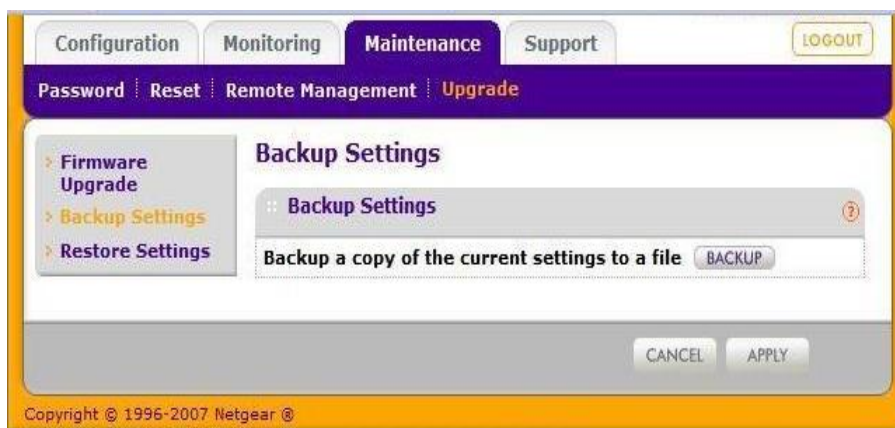 Configuration Monitoring Maintenance Support LOGOUT
Password Reset Remote Management Upgrade
Firmware
Upgrade
Backup Settings
Restore Settings
Backup Settings
Backup Settings ?
Backup a copy of the current settings to a file BACKUP
CANCEL APPLY
Copyright © 1996-2007 Netgear ®